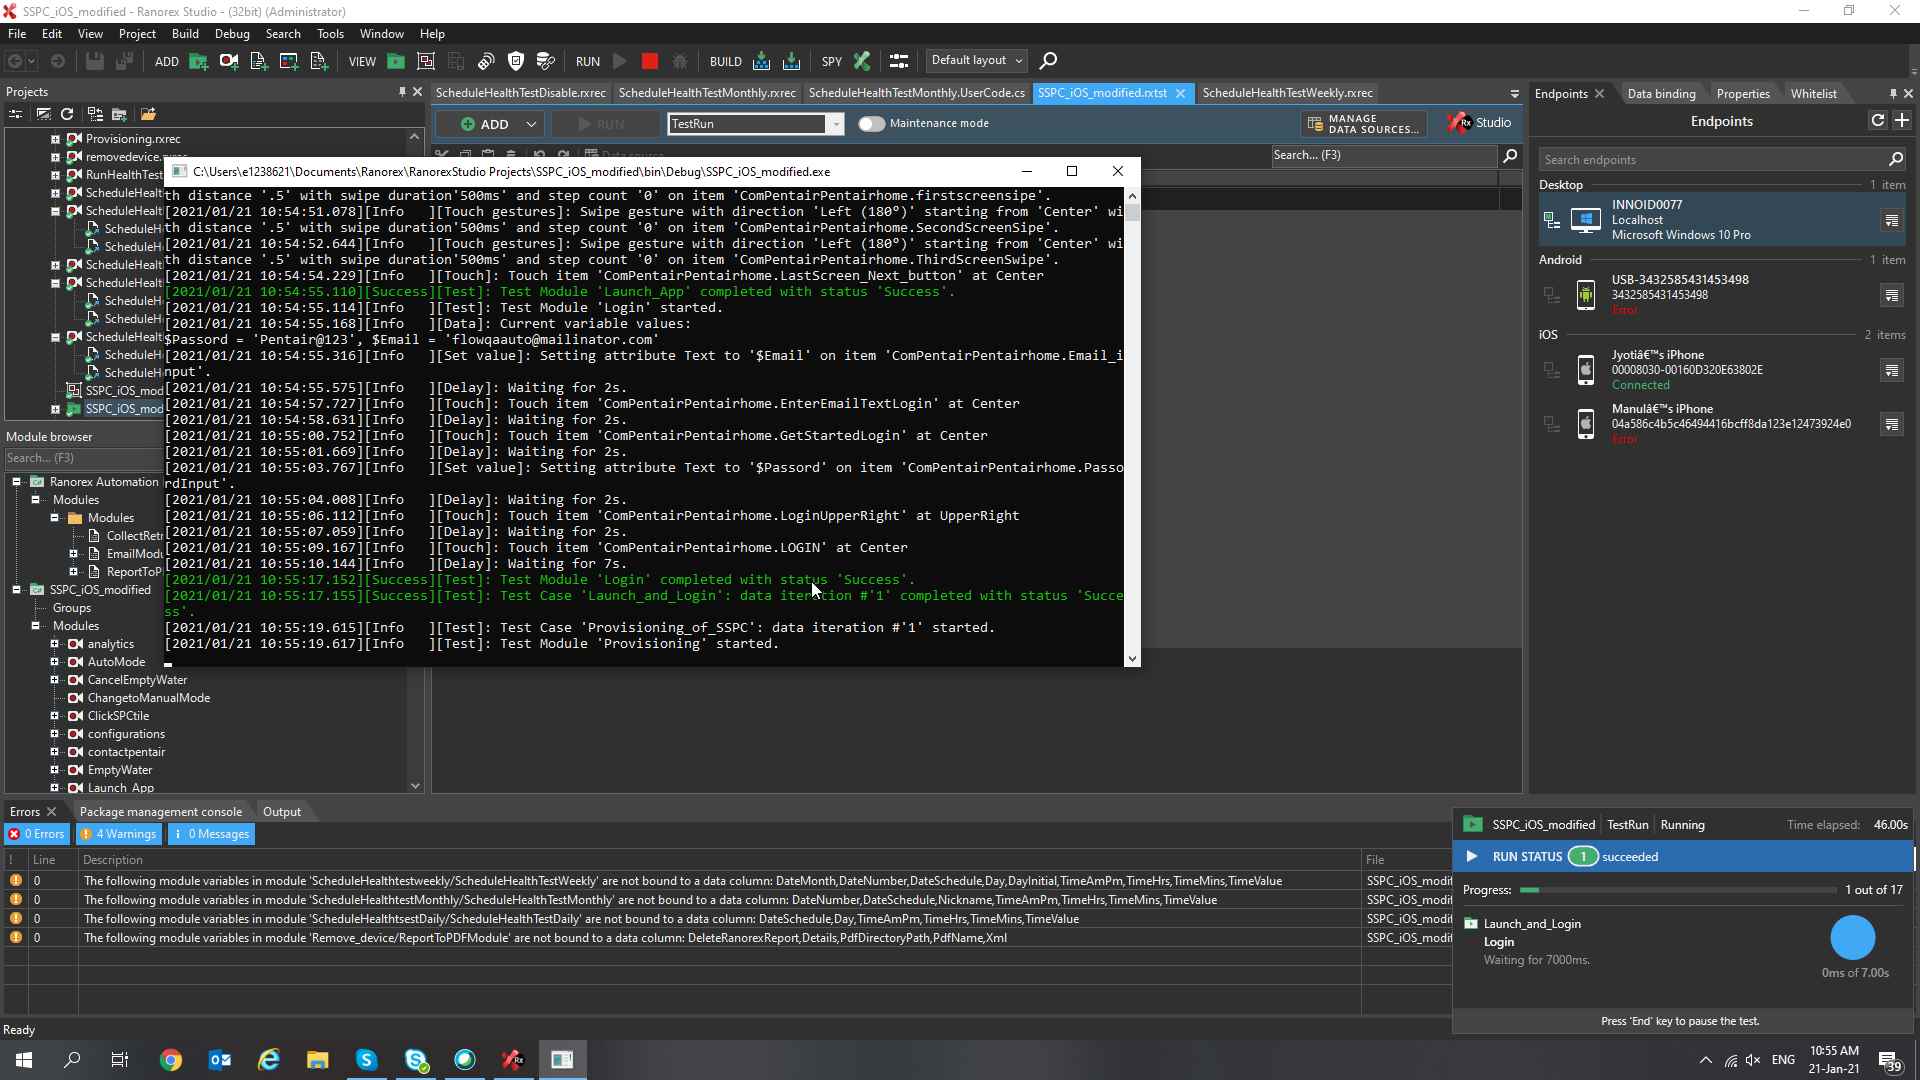 SSPC_iOS_modified - Ranorex Studio - (32bit) (Administrator)
File Edit View Project Build Debug Search Tools Window Help
ADD VIEW RUN BUILD SPY Default layout
Projects
ScheduleHealthTestDisable.rxrec ScheduleHealthTestMonthly.rxrec ScheduleHealthTestMonthly.UserCode.cs SSPC_iOS_modified.rxtst ScheduleHealthTestWeekly.rxrec
ADD RUN TestRun Maintenance mode MANAGE DATA SOURCES... Studio
Search... (F3)
Provisioning.rxrec
removedevice.rxrec
RunHealthTest
ScheduleHealt
ScheduleHealt
ScheduleH
ScheduleH
ScheduleHealt
ScheduleHealt
ScheduleH
ScheduleH
ScheduleHealt
ScheduleH
ScheduleH
SSPC_iOS_mod
SSPC_iOS_mod
Module browser
Search... (F3)
Ranorex Automation
Modules
Modules
CollectRetr
EmailModu
ReportToP
SSPC_iOS_modified
Groups
Modules
analytics
AutoMode
CancelEmptyWater
ChangetoManualMode
ClickSPCtile
configurations
contactpentair
EmptyWater
Launch_App
C:\Users\e1238621\Documents\Ranorex\RanorexStudio Projects\SSPC_iOS_modified\bin\Debug\SSPC_iOS_modified.exe
th distance '.5' with swipe duration'500ms' and step count '0' on item 'ComPentairPentairhome.firstscreensipe'.
[2021/01/21 10:54:51.078][Info   ][Touch gestures]: Swipe gesture with direction 'Left (180°)' starting from 'Center' wi
th distance '.5' with swipe duration'500ms' and step count '0' on item 'ComPentairPentairhome.SecondScreenSipe'.
[2021/01/21 10:54:52.644][Info   ][Touch gestures]: Swipe gesture with direction 'Left (180°)' starting from 'Center' wi
th distance '.5' with swipe duration'500ms' and step count '0' on item 'ComPentairPentairhome.ThirdScreenSwipe'.
[2021/01/21 10:54:54.229][Info   ][Touch]: Touch item 'ComPentairPentairhome.LastScreen_Next_button' at Center
[2021/01/21 10:54:55.110][Success][Test]: Test Module 'Launch_App' completed with status 'Success'.
[2021/01/21 10:54:55.114][Info   ][Test]: Test Module 'Login' started.
[2021/01/21 10:54:55.168][Info   ][Data]: Current variable values:
$Passord = 'Pentair@123', $Email = 'flowqaauto@mailinator.com'
[2021/01/21 10:54:55.316][Info   ][Set value]: Setting attribute Text to '$Email' on item 'ComPentairPentairhome.Email_i
nput'.
[2021/01/21 10:54:55.575][Info   ][Delay]: Waiting for 2s.
[2021/01/21 10:54:57.727][Info   ][Touch]: Touch item 'ComPentairPentairhome.EnterEmailTextLogin' at Center
[2021/01/21 10:54:58.631][Info   ][Delay]: Waiting for 2s.
[2021/01/21 10:55:00.752][Info   ][Touch]: Touch item 'ComPentairPentairhome.GetStartedLogin' at Center
[2021/01/21 10:55:01.669][Info   ][Delay]: Waiting for 2s.
[2021/01/21 10:55:03.767][Info   ][Set value]: Setting attribute Text to '$Passord' on item 'ComPentairPentairhome.Passo
rdInput'.
[2021/01/21 10:55:04.008][Info   ][Delay]: Waiting for 2s.
[2021/01/21 10:55:06.112][Info   ][Touch]: Touch item 'ComPentairPentairhome.LoginUpperRight' at UpperRight
[2021/01/21 10:55:07.059][Info   ][Delay]: Waiting for 2s.
[2021/01/21 10:55:09.167][Info   ][Touch]: Touch item 'ComPentairPentairhome.LOGIN' at Center
[2021/01/21 10:55:10.144][Info   ][Delay]: Waiting for 7s.
[2021/01/21 10:55:17.152][Success][Test]: Test Module 'Login' completed with status 'Success'.
[2021/01/21 10:55:17.155][Success][Test]: Test Case 'Launch_and_Login': data iteration #'1' completed with status 'Succe
ss'.
[2021/01/21 10:55:19.615][Info   ][Test]: Test Case 'Provisioning_of_SSPC': data iteration #'1' started.
[2021/01/21 10:55:19.617][Info   ][Test]: Test Module 'Provisioning' started.
Endpoints Data binding Properties Whitelist
Endpoints
Search endpoints
Desktop 1 item
INNOID0077
Localhost
Microsoft Windows 10 Pro
Android 1 item
USB-3432585431453498
3432585431453498
Error
iOS 2 items
Jyotiâ€™s iPhone
00008030-00160D320E63802E
Connected
Manulâ€™s iPhone
04a586c4b5c46494416bcff8da123e12473924e0
Error
Errors Package management console Output
0 Errors 4 Warnings 0 Messages
! Line Description File
0 The following module variables in module 'ScheduleHealthtestweekly/ScheduleHealthTestWeekly' are not bound to a data column: DateMonth,DateNumber,DateSchedule,Day,DayInitial,TimeAmPm,TimeHrs,TimeMins,TimeValue SSPC_iOS_modif
0 The following module variables in module 'ScheduleHealthtestMonthly/ScheduleHealthTestMonthly' are not bound to a data column: DateNumber,DateSchedule,Nickname,TimeAmPm,TimeHrs,TimeMins,TimeValue SSPC_iOS_modif
0 The following module variables in module 'ScheduleHealthtsestDaily/ScheduleHealthTestDaily' are not bound to a data column: DateSchedule,Day,TimeAmPm,TimeHrs,TimeMins,TimeValue SSPC_iOS_modif
0 The following module variables in module 'Remove_device/ReportToPDFModule' are not bound to a data column: DeleteRanorexReport,Details,PdfDirectoryPath,PdfName,Xml SSPC_iOS_modif
SSPC_iOS_modified TestRun Running Time elapsed: 46.00s
RUN STATUS 1 succeeded
Progress: 1 out of 17
Launch_and_Login
Login
Waiting for 7000ms.
0ms of 7.00s
Press 'End' key to pause the test.
Ready
ENG
10:55 AM
21-Jan-21
39